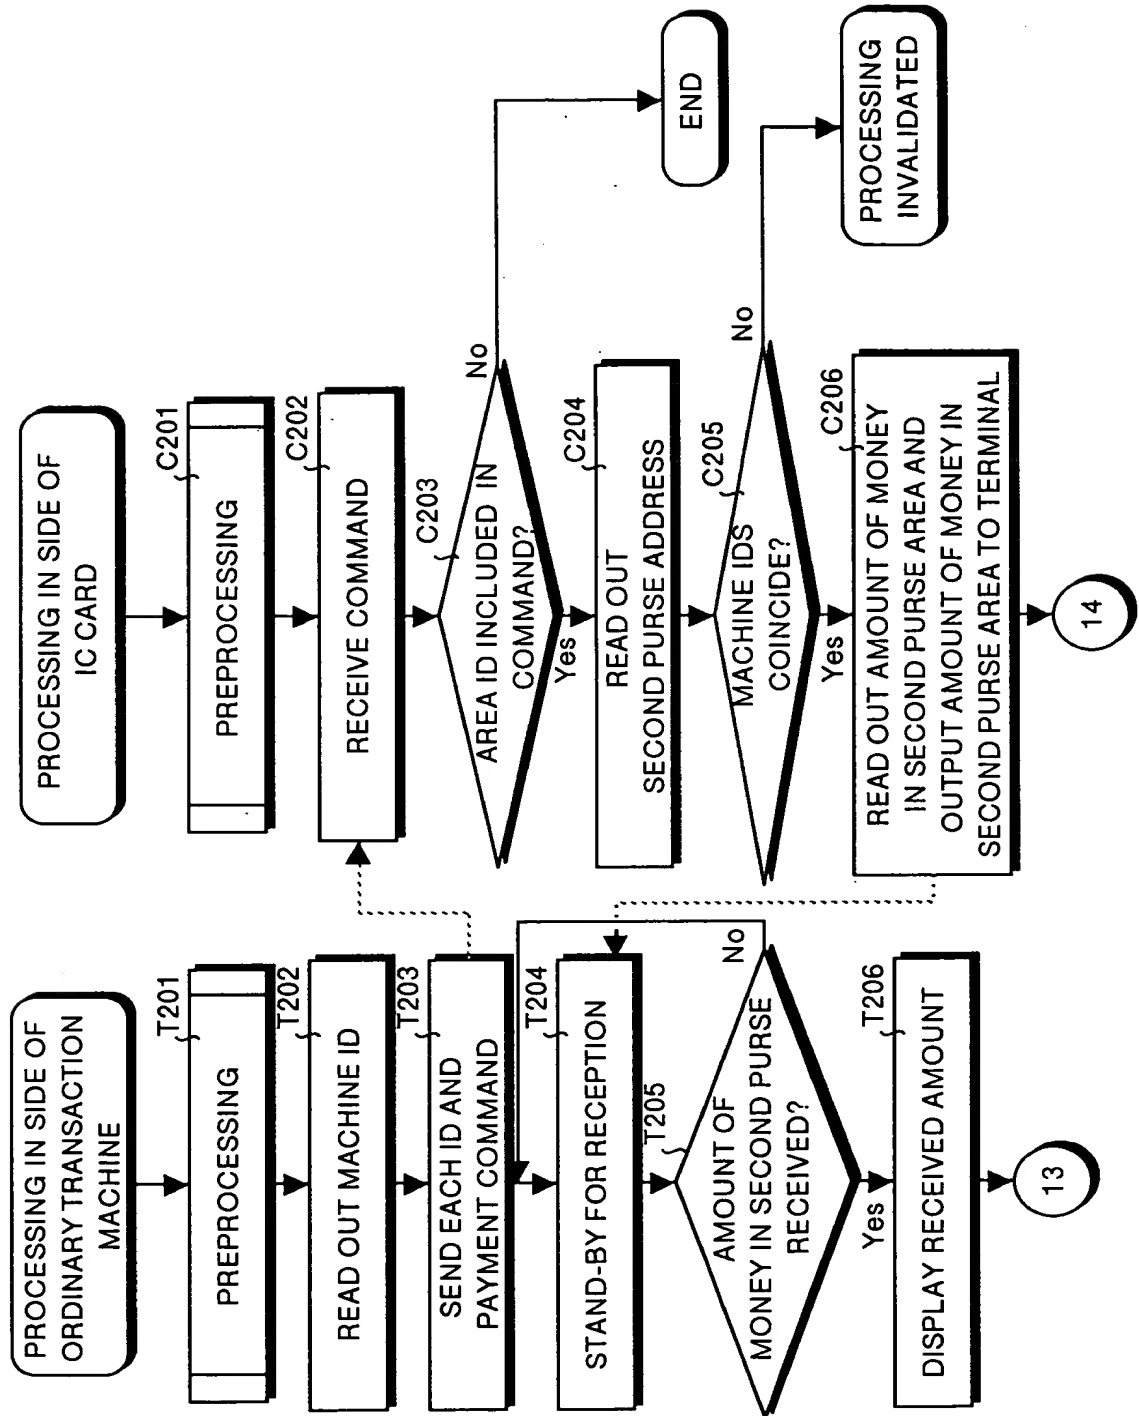 PROCESSING IN SIDE OF
ORDINARY TRANSACTION
MACHINE
T201
PREPROCESSING
T202
READ OUT MACHINE ID
T203
SEND EACH ID AND
PAYMENT COMMAND
T204
STAND-BY FOR RECEPTION
T205
AMOUNT OF
MONEY IN SECOND PURSE
RECEIVED?
No
Yes
T206
DISPLAY RECEIVED AMOUNT
13
PROCESSING IN SIDE OF
IC CARD
C201
PREPROCESSING
C202
RECEIVE COMMAND
C203
AREA ID INCLUDED IN
COMMAND?
No
END
Yes
C204
READ OUT
SECOND PURSE ADDRESS
C205
MACHINE IDS
COINCIDE?
No
PROCESSING
INVALIDATED
Yes
C206
READ OUT AMOUNT OF MONEY
IN SECOND PURSE AREA AND
OUTPUT AMOUNT OF MONEY IN
SECOND PURSE AREA TO TERMINAL
14